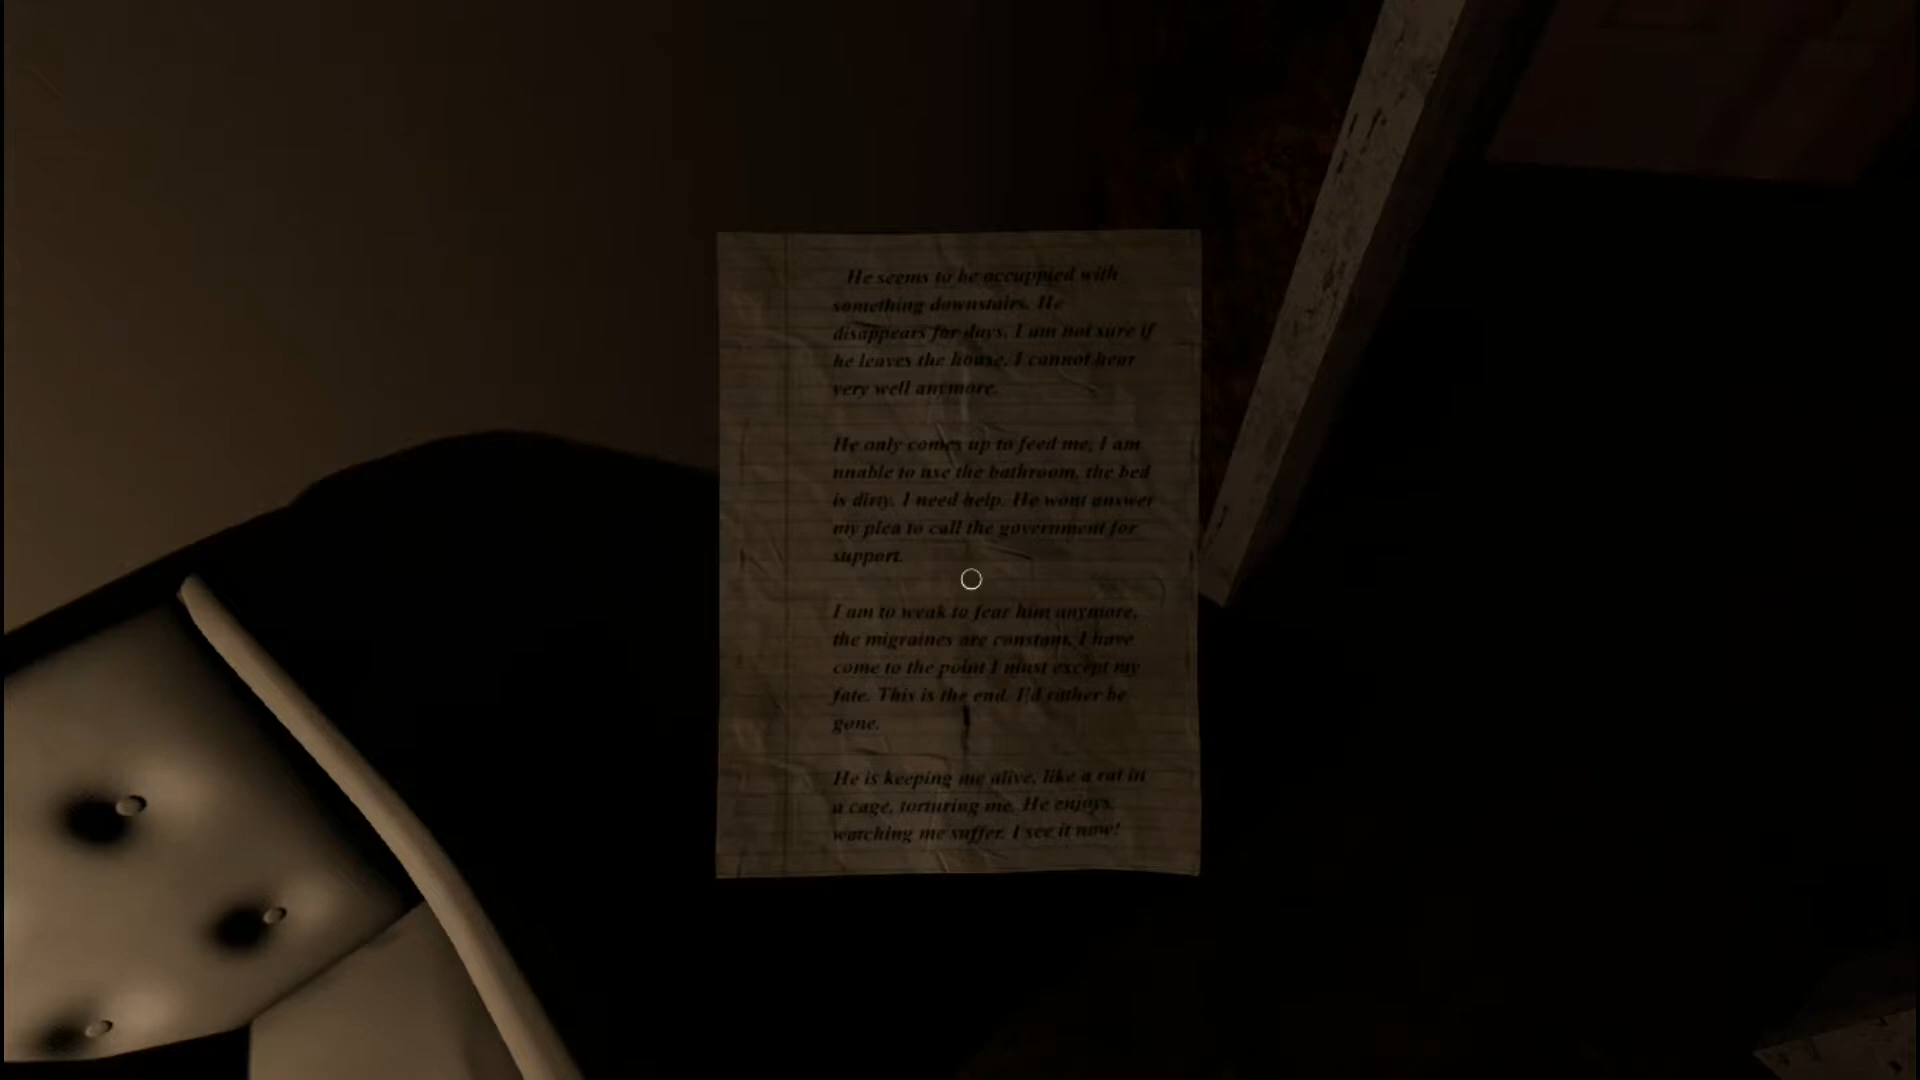 He seems to be occuppied with
something downstairs. He
disappears for days, I am not sure if
he leaves the house, I cannot hear
very well anymore.
He only comes up to feed me, I am
unable to use the bathroom, the bed
is dirty. I need help. He wont answer
my plea to call the government for
support.
I am to weak to fear him anymore,
the migraines are constant. I have
come to the point I must except my
fate. This is the end. I'd rather be
gone.
He is keeping me alive, like a rat in
a cage, torturing me. He enjoys
watching me suffer. I see it now!